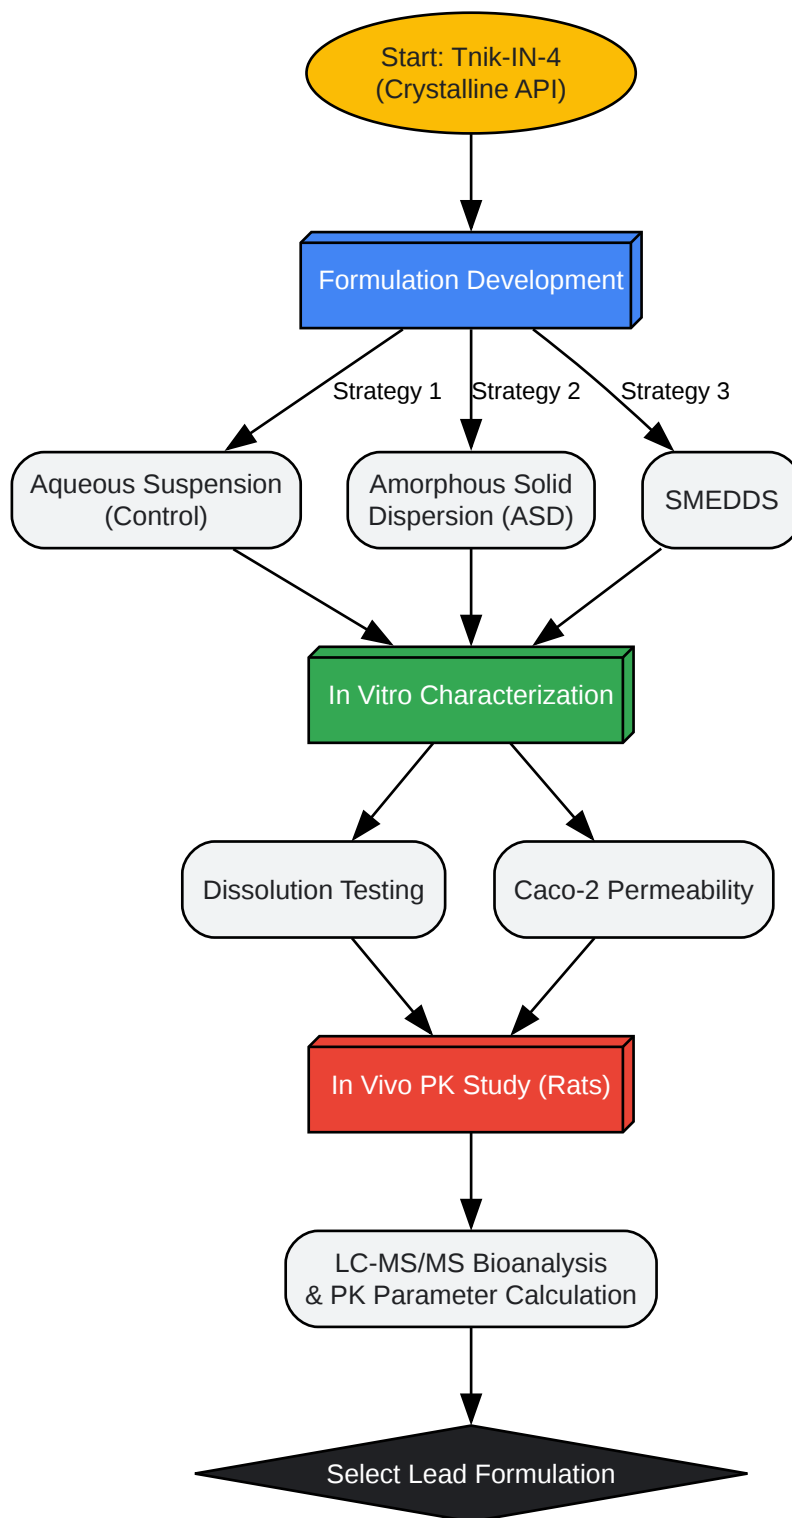 Start: Tnik-IN-4
(Crystalline API)
Formulation Development
Strategy 1
Strategy 2
Strategy 3
Aqueous Suspension
(Control)
Amorphous Solid
Dispersion (ASD)
SMEDDS
In Vitro Characterization
Dissolution Testing
Caco-2 Permeability
In Vivo PK Study (Rats)
LC-MS/MS Bioanalysis
& PK Parameter Calculation
Select Lead Formulation